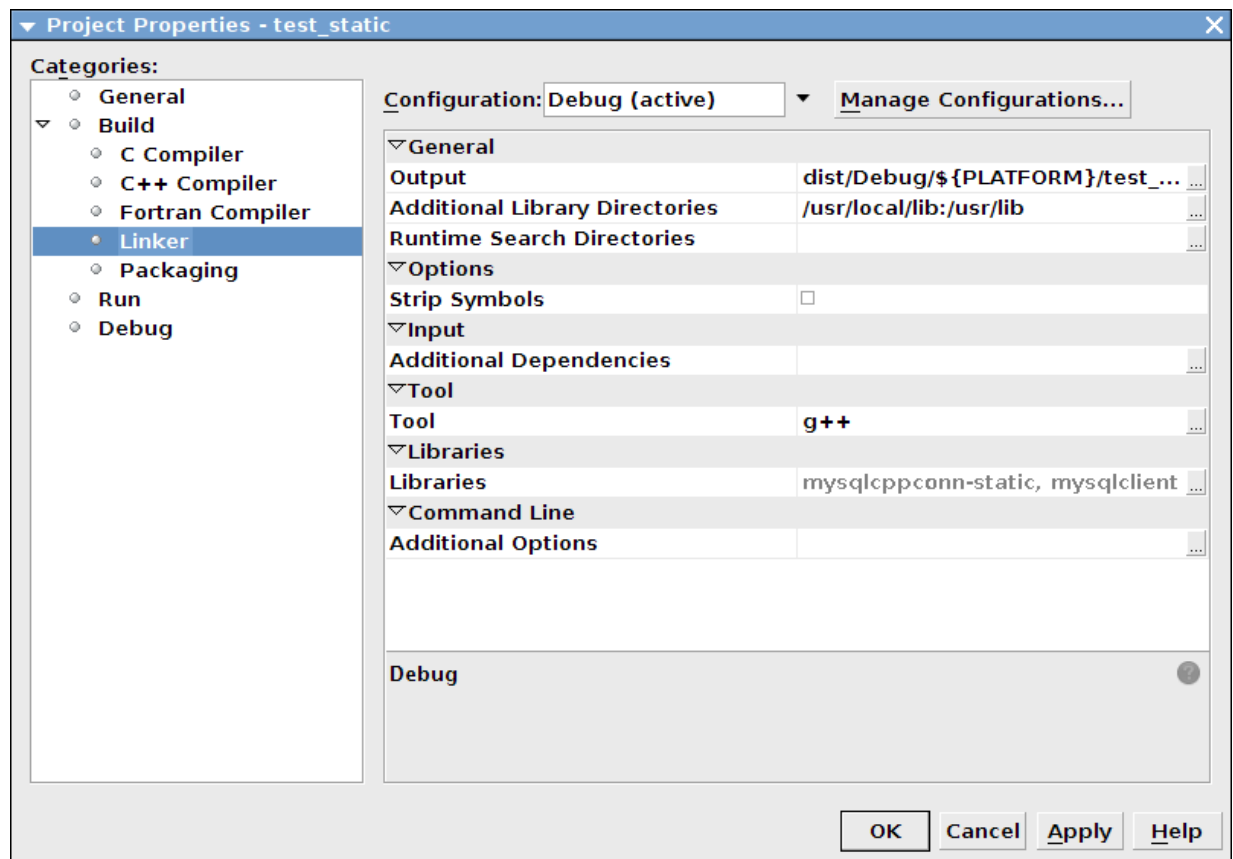 Project Properties - test_static
Categories:
General
Build
C Compiler
C++ Compiler
Fortran Compiler
Linker
Packaging
Run
Debug
Configuration: Debug (active) Manage Configurations...
General
Output dist/Debug/${PLATFORM}/test_... ...
Additional Library Directories /usr/local/lib:/usr/lib ...
Runtime Search Directories ...
Options
Strip Symbols
Input
Additional Dependencies ...
Tool
Tool g++ ...
Libraries
Libraries mysqlcppconn-static, mysqlclient ...
Command Line
Additional Options ...
Debug ?
OK Cancel Apply Help